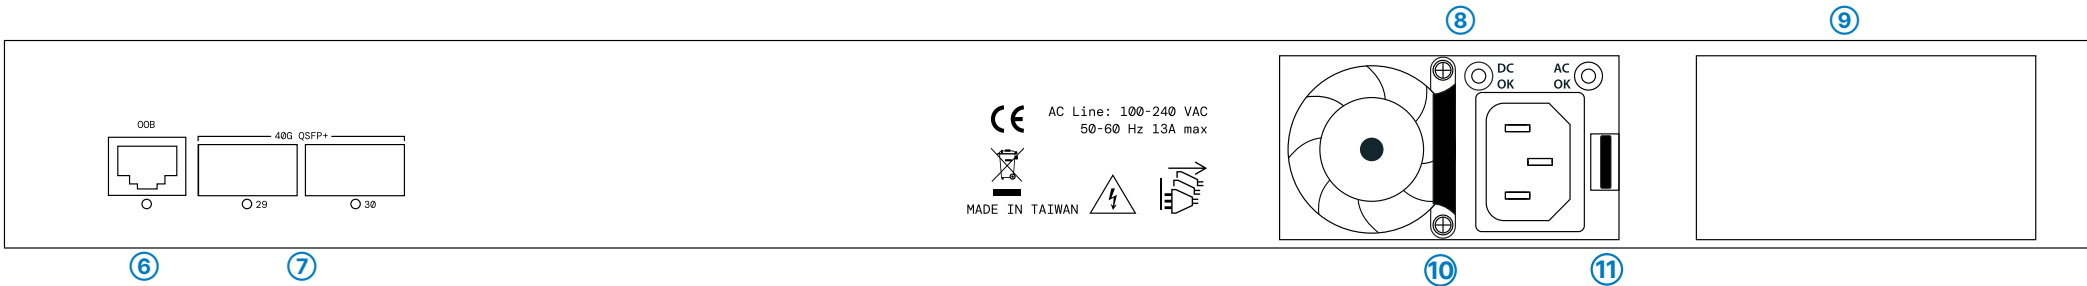 ⑧
⑨
DC
OK
AC
OK
AC Line: 100-240 VAC
50-60 Hz 13A max
OOB
40G QSFP+
29
30
MADE IN TAIWAN
⑥
⑦
⑩
⑪